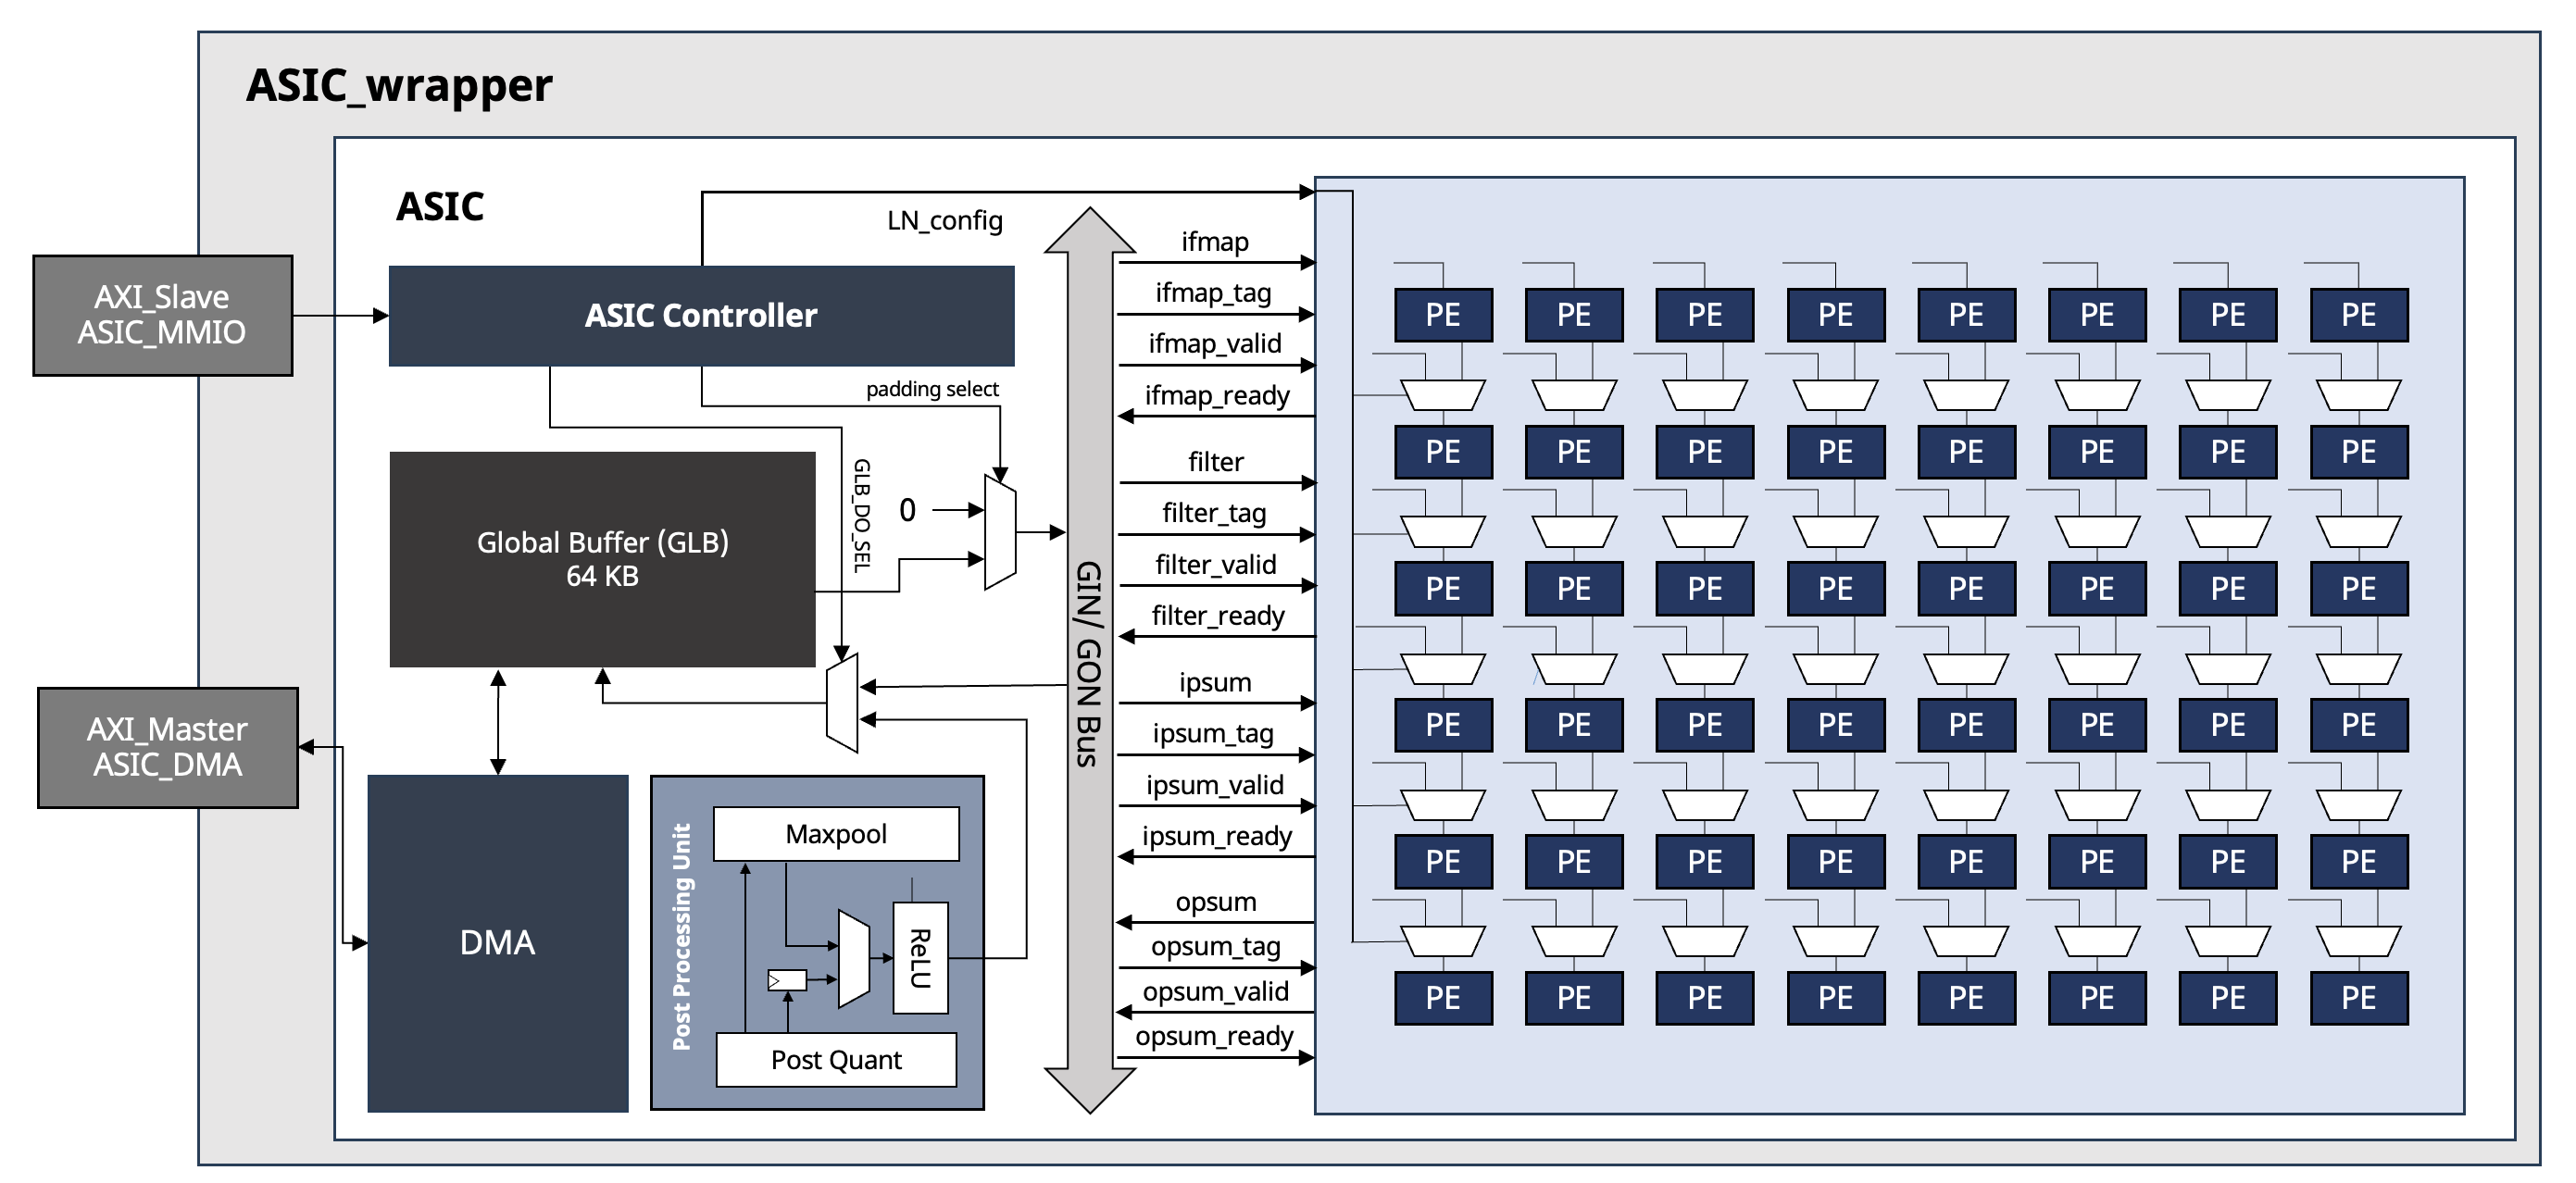 ASIC_wrapper
ASIC
LN_config
AXI_Slave
ASIC_MMIO
ASIC Controller
padding select
GLB_DO_SEL
0
Global Buffer (GLB)
64 KB
AXI_Master
ASIC_DMA
DMA
Post Processing Unit
Maxpool
ReLU
Post Quant
GIN/ GON Bus
ifmap
ifmap_tag
ifmap_valid
ifmap_ready
filter
filter_tag
filter_valid
filter_ready
ipsum
ipsum_tag
ipsum_valid
ipsum_ready
opsum
opsum_tag
opsum_valid
opsum_ready
PE PE PE PE PE PE PE PE
PE PE PE PE PE PE PE PE
PE PE PE PE PE PE PE PE
PE PE PE PE PE PE PE PE
PE PE PE PE PE PE PE PE
PE PE PE PE PE PE PE PE